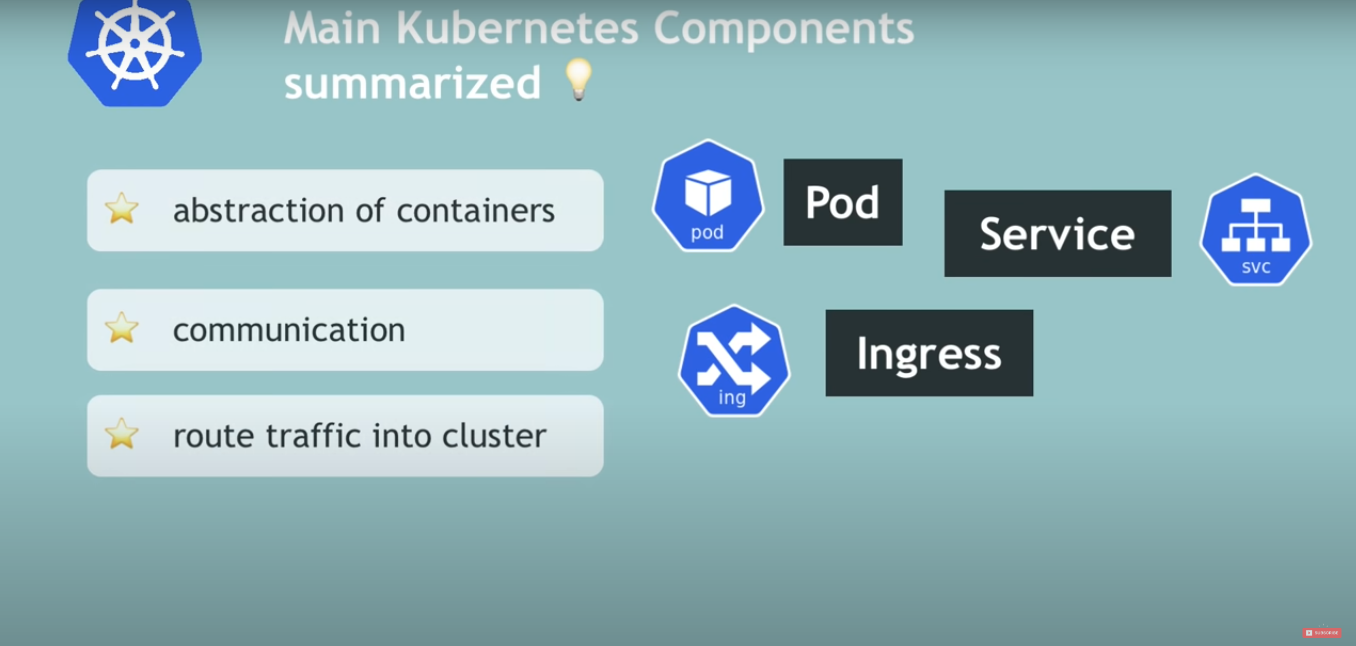 Main Kubernetes Components
summarized
abstraction of containers
communication
route traffic into cluster
pod
Pod
Service
svc
ing
Ingress
SUBSCRIBE